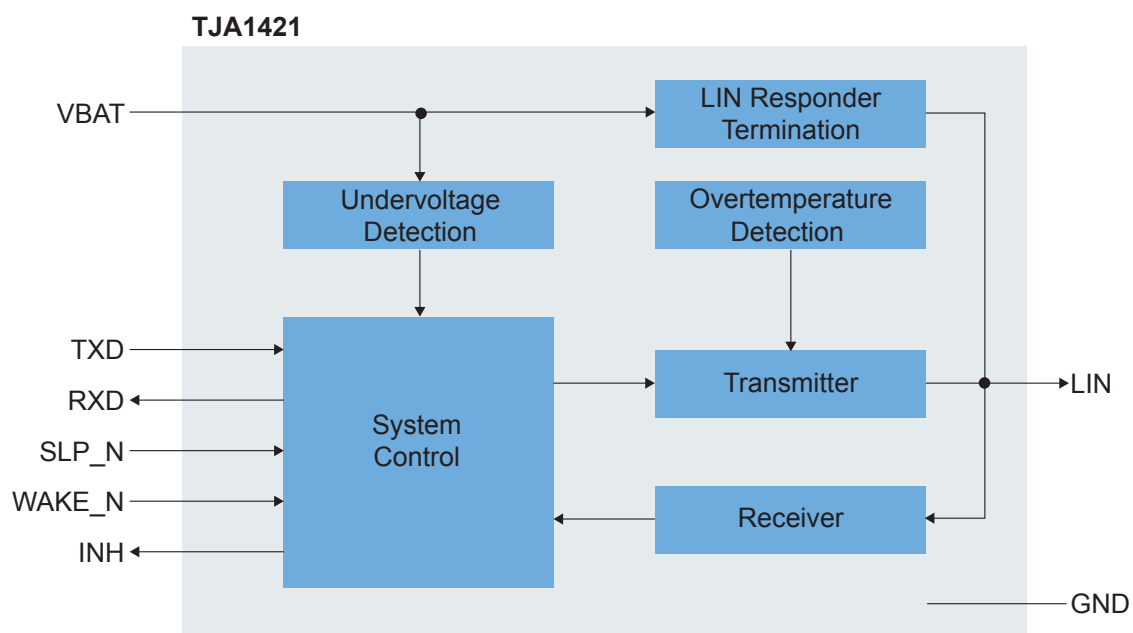 TJA1421
VBAT
LIN Responder
Termination
Undervoltage
Detection
Overtemperature
Detection
TXD
RXD
SLP_N
WAKE_N
INH
System
Control
Transmitter
LIN
Receiver
GND